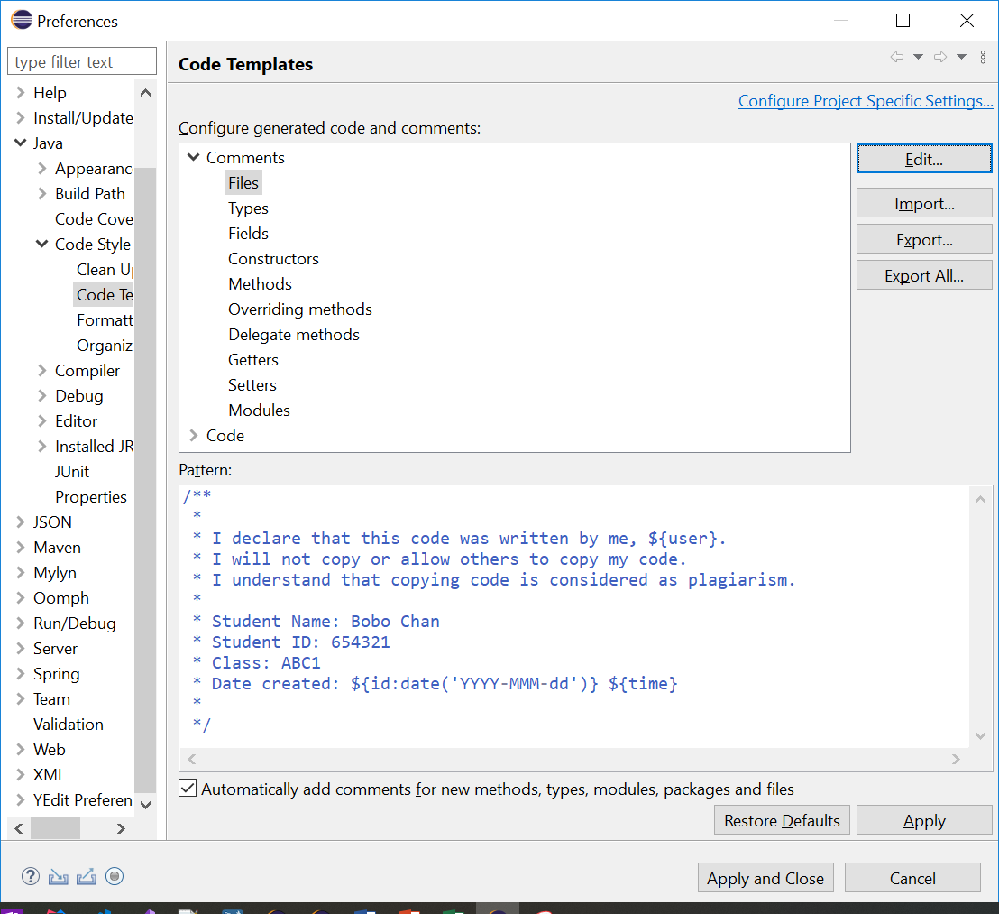 Preferences
type filter text
Help
Install/Update
Java
Appearance
Build Path
Code Cove
Code Style
Clean Up
Code Te
Formatt
Organiz
Compiler
Debug
Editor
Installed JR
JUnit
Properties
JSON
Maven
Mylyn
Oomph
Run/Debug
Server
Spring
Team
Validation
Web
XML
YEdit Preferen
Code Templates
Configure Project Specific Settings...
Configure generated code and comments:
Comments
Files
Types
Fields
Constructors
Methods
Overriding methods
Delegate methods
Getters
Setters
Modules
Code
Edit...
Import...
Export...
Export All...
Pattern:
/**
 *
 * I declare that this code was written by me, ${user}.
 * I will not copy or allow others to copy my code.
 * I understand that copying code is considered as plagiarism.
 *
 * Student Name: Bobo Chan
 * Student ID: 654321
 * Class: ABC1
 * Date created: ${id:date('YYYY-MMM-dd')} ${time}
 *
 */
Automatically add comments for new methods, types, modules, packages and files
Restore Defaults
Apply
Apply and Close
Cancel